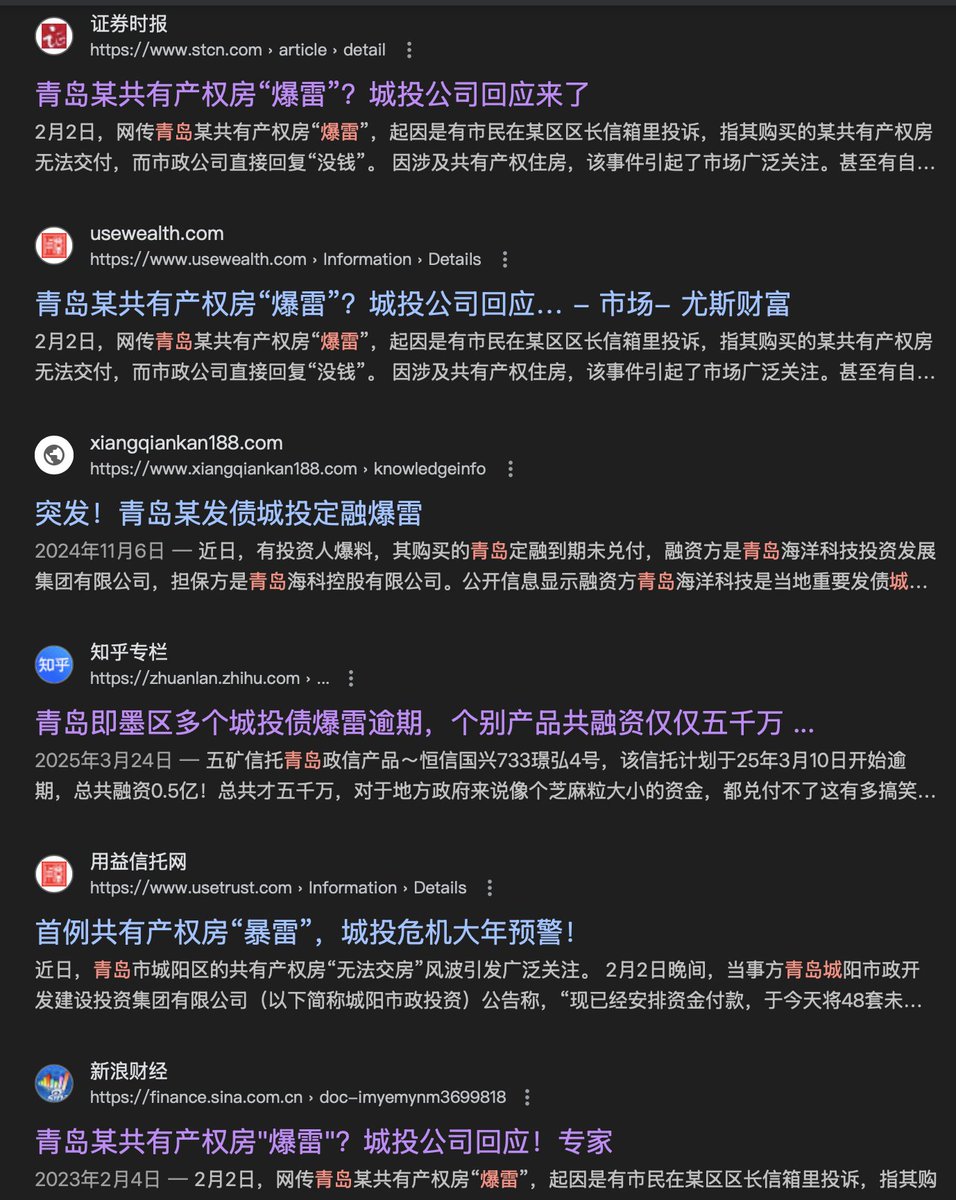 证券时报
https://www.stcn.com › article › detail
青岛某共有产权房“爆雷”？城投公司回应来了
2月2日，网传青岛某共有产权房“爆雷”，起因是有市民在某区区长信箱里投诉，指其购买的某共有产权房
无法交付，而市政公司直接回复“没钱”。 因涉及共有产权住房，该事件引起了市场广泛关注。甚至有自...
usewealth.com
https://www.usewealth.com › Information › Details
青岛某共有产权房“爆雷”？城投公司回应... – 市场– 尤斯财富
2月2日，网传青岛某共有产权房“爆雷”，起因是有市民在某区区长信箱里投诉，指其购买的某共有产权房
无法交付，而市政公司直接回复“没钱”。 因涉及共有产权住房，该事件引起了市场广泛关注。甚至有自...
xiangqiankan188.com
https://www.xiangqiankan188.com › knowledgeinfo
突发！青岛某发债城投定融爆雷
2024年11月6日 — 近日，有投资人爆料，其购买的青岛定融到期未兑付，融资方是青岛海洋科技投资发展
集团有限公司，担保方是青岛海科控股有限公司。公开信息显示融资方青岛海洋科技是当地重要发债城...
知乎
知乎专栏
https://zhuanlan.zhihu.com › ...
青岛即墨区多个城投债爆雷逾期，个别产品共融资仅仅五千万 ...
2025年3月24日 — 五矿信托青岛政信产品～恒信国兴733璟弘4号，该信托计划于25年3月10日开始逾
期，总共融资0.5亿！总共才五千万，对于地方政府来说像个芝麻粒大小的资金，都兑付不了这有多搞笑...
用益信托网
https://www.usetrust.com › Information › Details
首例共有产权房“暴雷”，城投危机大年预警！
近日，青岛市城阳区的共有产权房“无法交房”风波引发广泛关注。 2月2日晚间，当事方青岛城阳市政开
发建设投资集团有限公司（以下简称城阳市政投资）公告称，“现已经安排资金付款，于今天将48套未...
新浪财经
https://finance.sina.com.cn › doc-imyemynm3699818
青岛某共有产权房"爆雷"？城投公司回应！专家
2023年2月4日 — 2月2日，网传青岛某共有产权房“爆雷”，起因是有市民在某区区长信箱里投诉，指其购